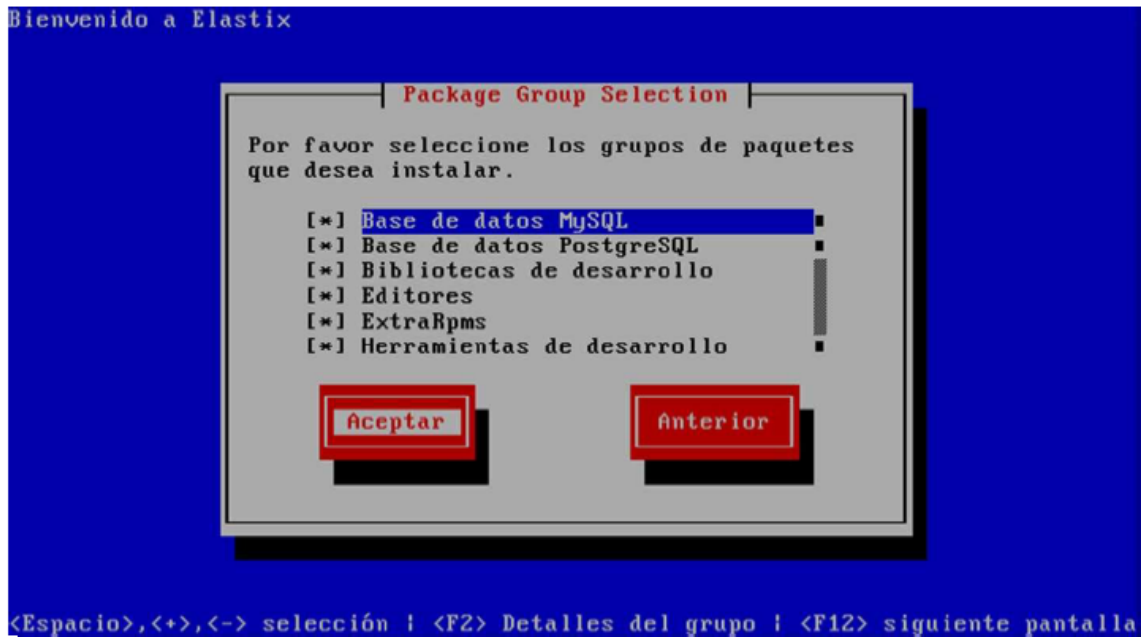 Bienvenido a Elastix
Package Group Selection
Por favor seleccione los grupos de paquetes
que desea instalar.
[*] Base de datos MySQL
[*] Base de datos PostgreSQL
[*] Bibliotecas de desarrollo
[*] Editores
[*] ExtraRpms
[*] Herramientas de desarrollo
Aceptar Anterior
<Espacio>,<+>,<-> selección | <F2> Detalles del grupo | <F12> siguiente pantalla